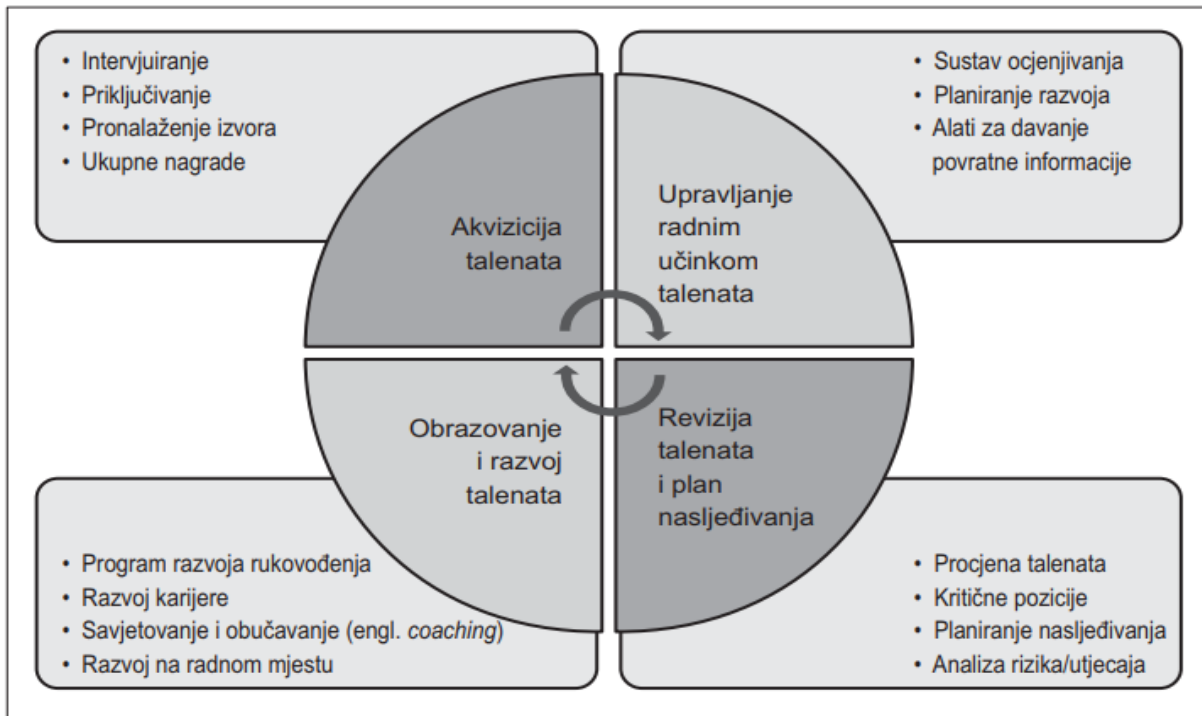 • Intervjuiranje
• Priključivanje
• Pronalaženje izvora
• Ukupne nagrade
• Sustav ocjenjivanja
• Planiranje razvoja
• Alati za davanje
povratne informacije
Akvizicija
talenata
Upravljanje
radnim
učinkom
talenata
Obrazovanje
i razvoj
talenata
Revizija
talenata
i plan
nasljeđivanja
• Program razvoja rukovođenja
• Razvoj karijere
• Savjetovanje i obučavanje (engl. coaching)
• Razvoj na radnom mjestu
• Procjena talenata
• Kritične pozicije
• Planiranje nasljeđivanja
• Analiza rizika/utjecaja